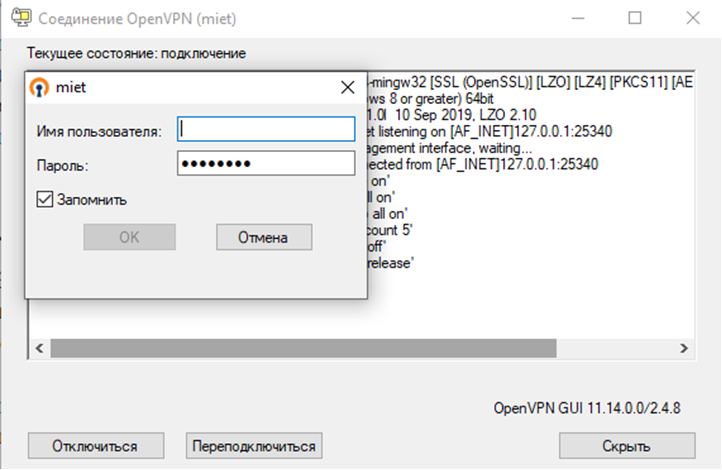 Соединение OpenVPN (miet)
Текущее состояние: подключение
miet
Имя пользователя:
Пароль: ••••••••
Запомнить
OK Отмена
-mingw32 [SSL (OpenSSL)] [LZO] [LZ4] [PKCS11] [AE
ws 8 or greater) 64bit
1.0l 10 Sep 2019, LZO 2.10
et listening on [AF_INET]127.0.0.1:25340
agement interface, waiting...
nected from [AF_INET]127.0.0.1:25340
on'
ll on'
all on'
count 5'
off'
release'
OpenVPN GUI 11.14.0.0/2.4.8
Отключиться Переподключиться Скрыть